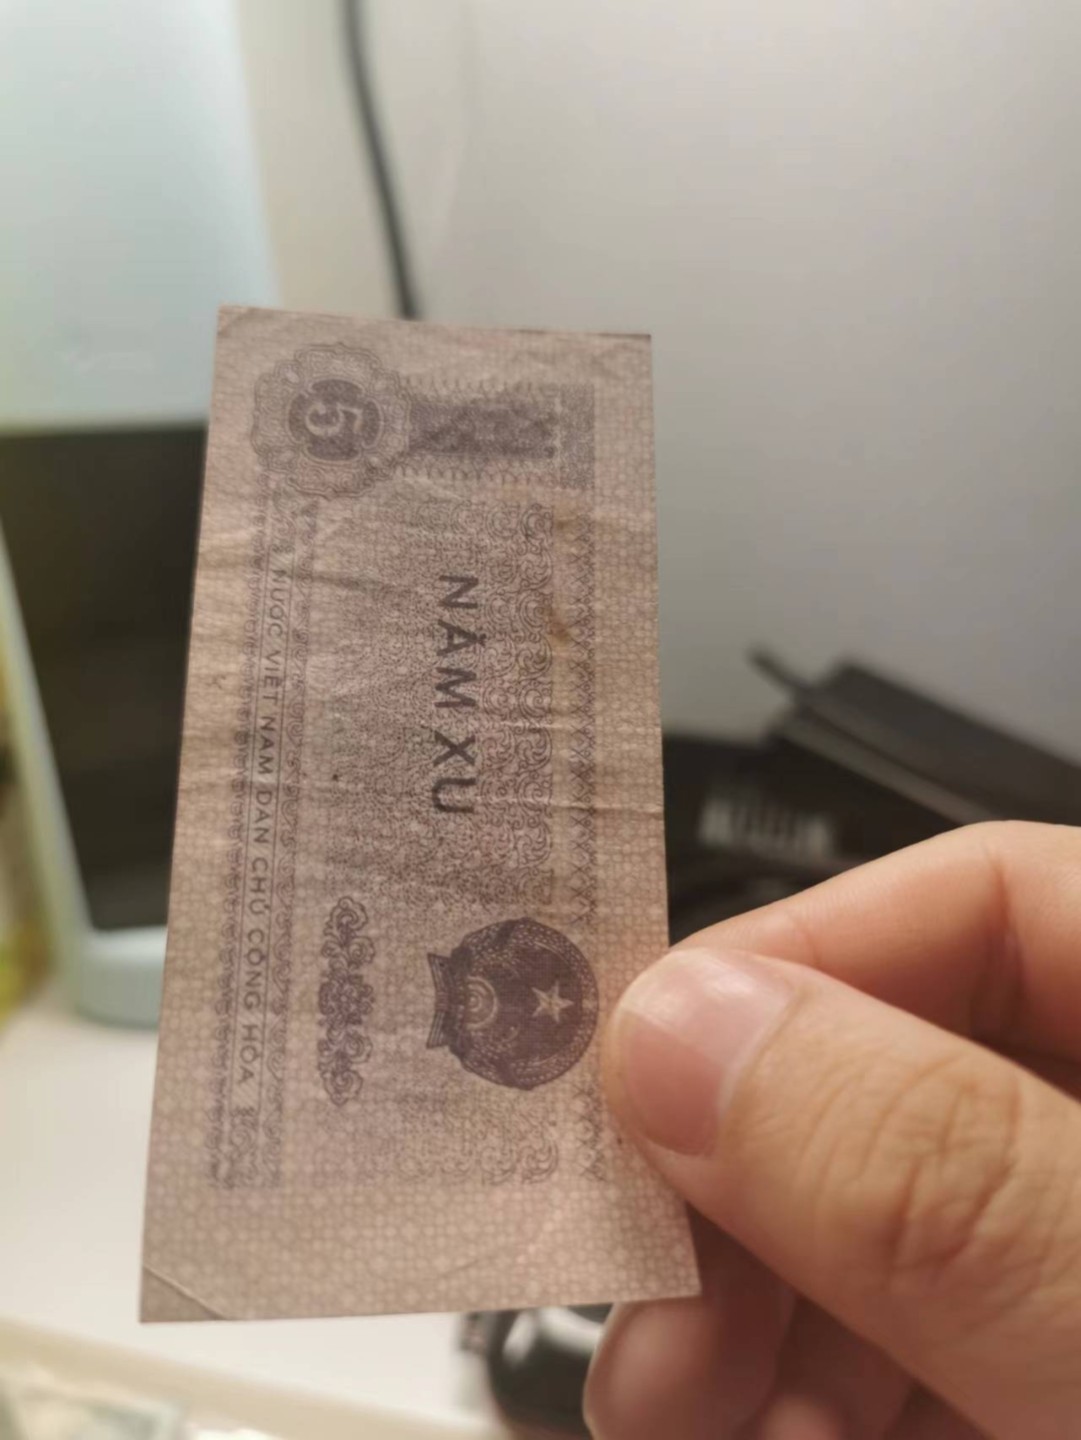 NƯỚC VIỆT NAM DÂN CHỦ CỘNG HÒA
5
NĂM XU